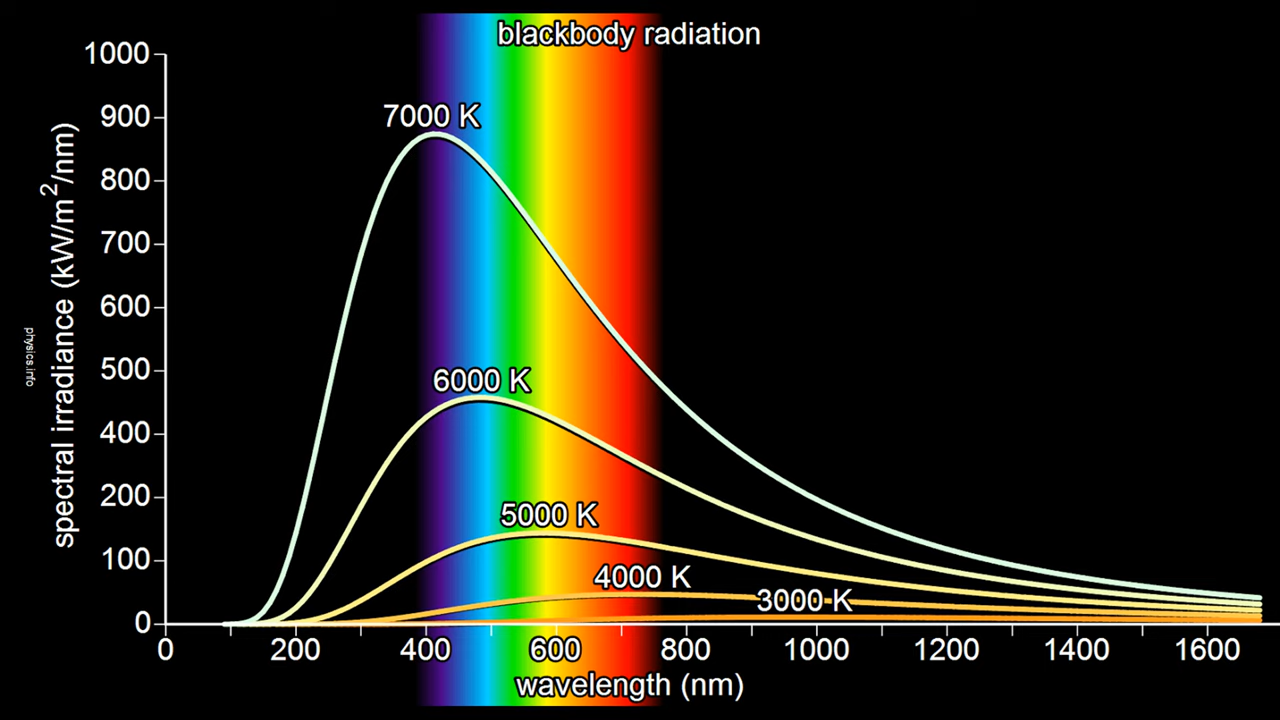 blackbody radiation
1000
900
800
700
600
500
400
200
100
0
spectral irradiance (kW/m²/nm)
physics.info
7000 K
6000 K
5000 K
4000 K
3000 K
0 200 400 600 800 1000 1200 1400 1600
wavelength (nm)